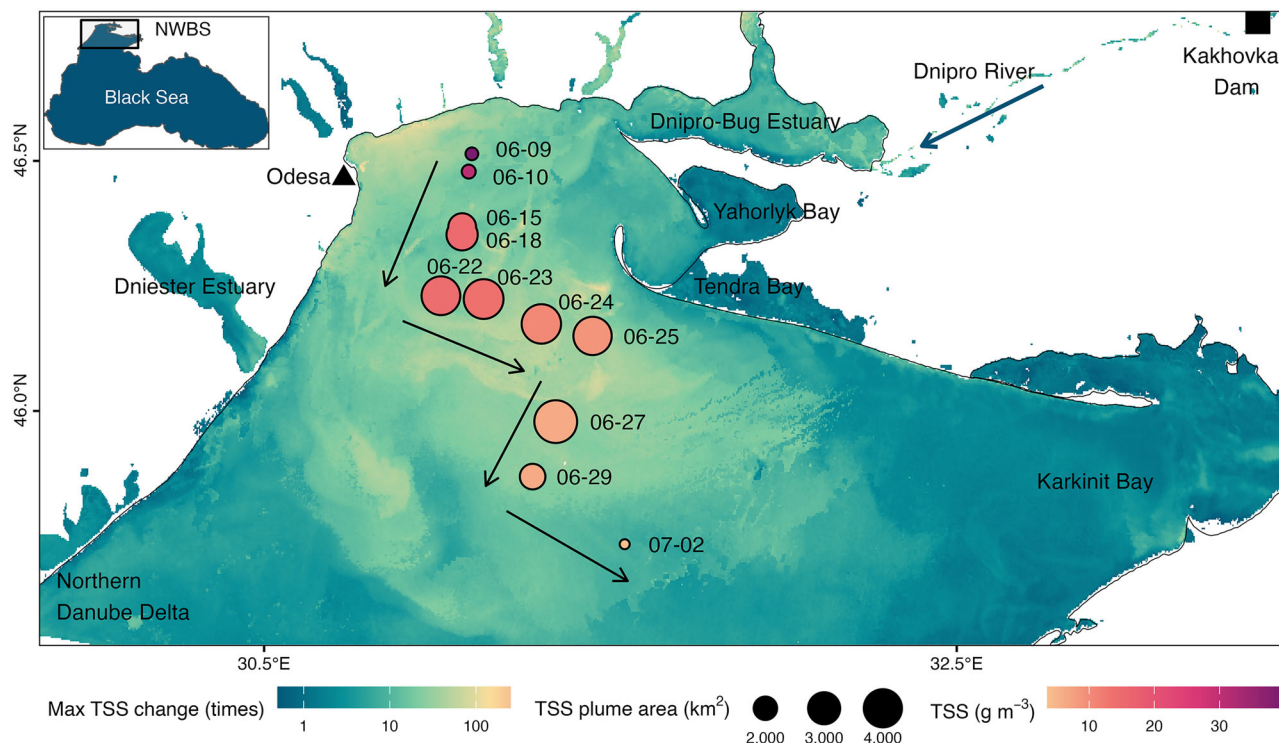 NWBS
Black Sea
Kakhovka
Dam
Dnipro River
Dnipro-Bug Estuary
46.5°N
06-09
06-10
Odesa
Yahorlyk Bay
06-15
06-18
06-22
06-23
Dniester Estuary
Tendra Bay
06-24
06-25
46.0°N
06-27
06-29
Karkinit Bay
07-02
Northern
Danube Delta
30.5°E
32.5°E
Max TSS change (times)
1
10
100
TSS plume area (km²)
2,000
3,000
4,000
TSS (g m⁻³)
10
20
30